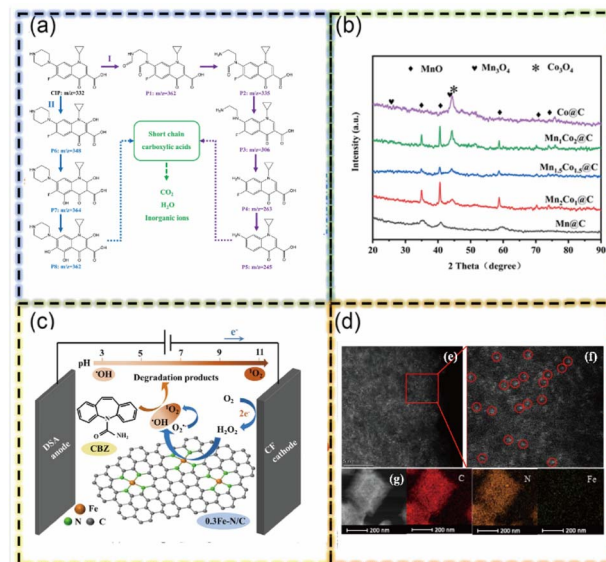 (a)
I
CIP: m/z=332
P1: m/z=362
P2: m/z=335
II
Short chain
carboxylic acids
P6: m/z=348
P3: m/z=306
CO₂
H₂O
Inorganic ions
P7: m/z=364
P4: m/z=263
P8: m/z=362
P5: m/z=245
(b)
MnO
Mn₃O₄
Co₃O₄
Intensity (a.u.)
Co@C
Mn₁Co₂@C
Mn₁.₅Co₁.₅@C
Mn₂Co₁@C
Mn@C
20 30 40 50 60 70 80 90
2 Theta（degree）
(c)
e⁻
pH 3 5 7 9 11
•OH
¹O₂
Degradation products
DSA
anode
CBZ
NH₂
O
¹O₂
•OH
O₂•⁻
O₂
2e⁻
H₂O₂
CF
cathode
Fe
N
C
0.3Fe-N/C
(d)
(e)
(f)
(g)
C
N
Fe
200 nm
200 nm
200 nm
200 nm